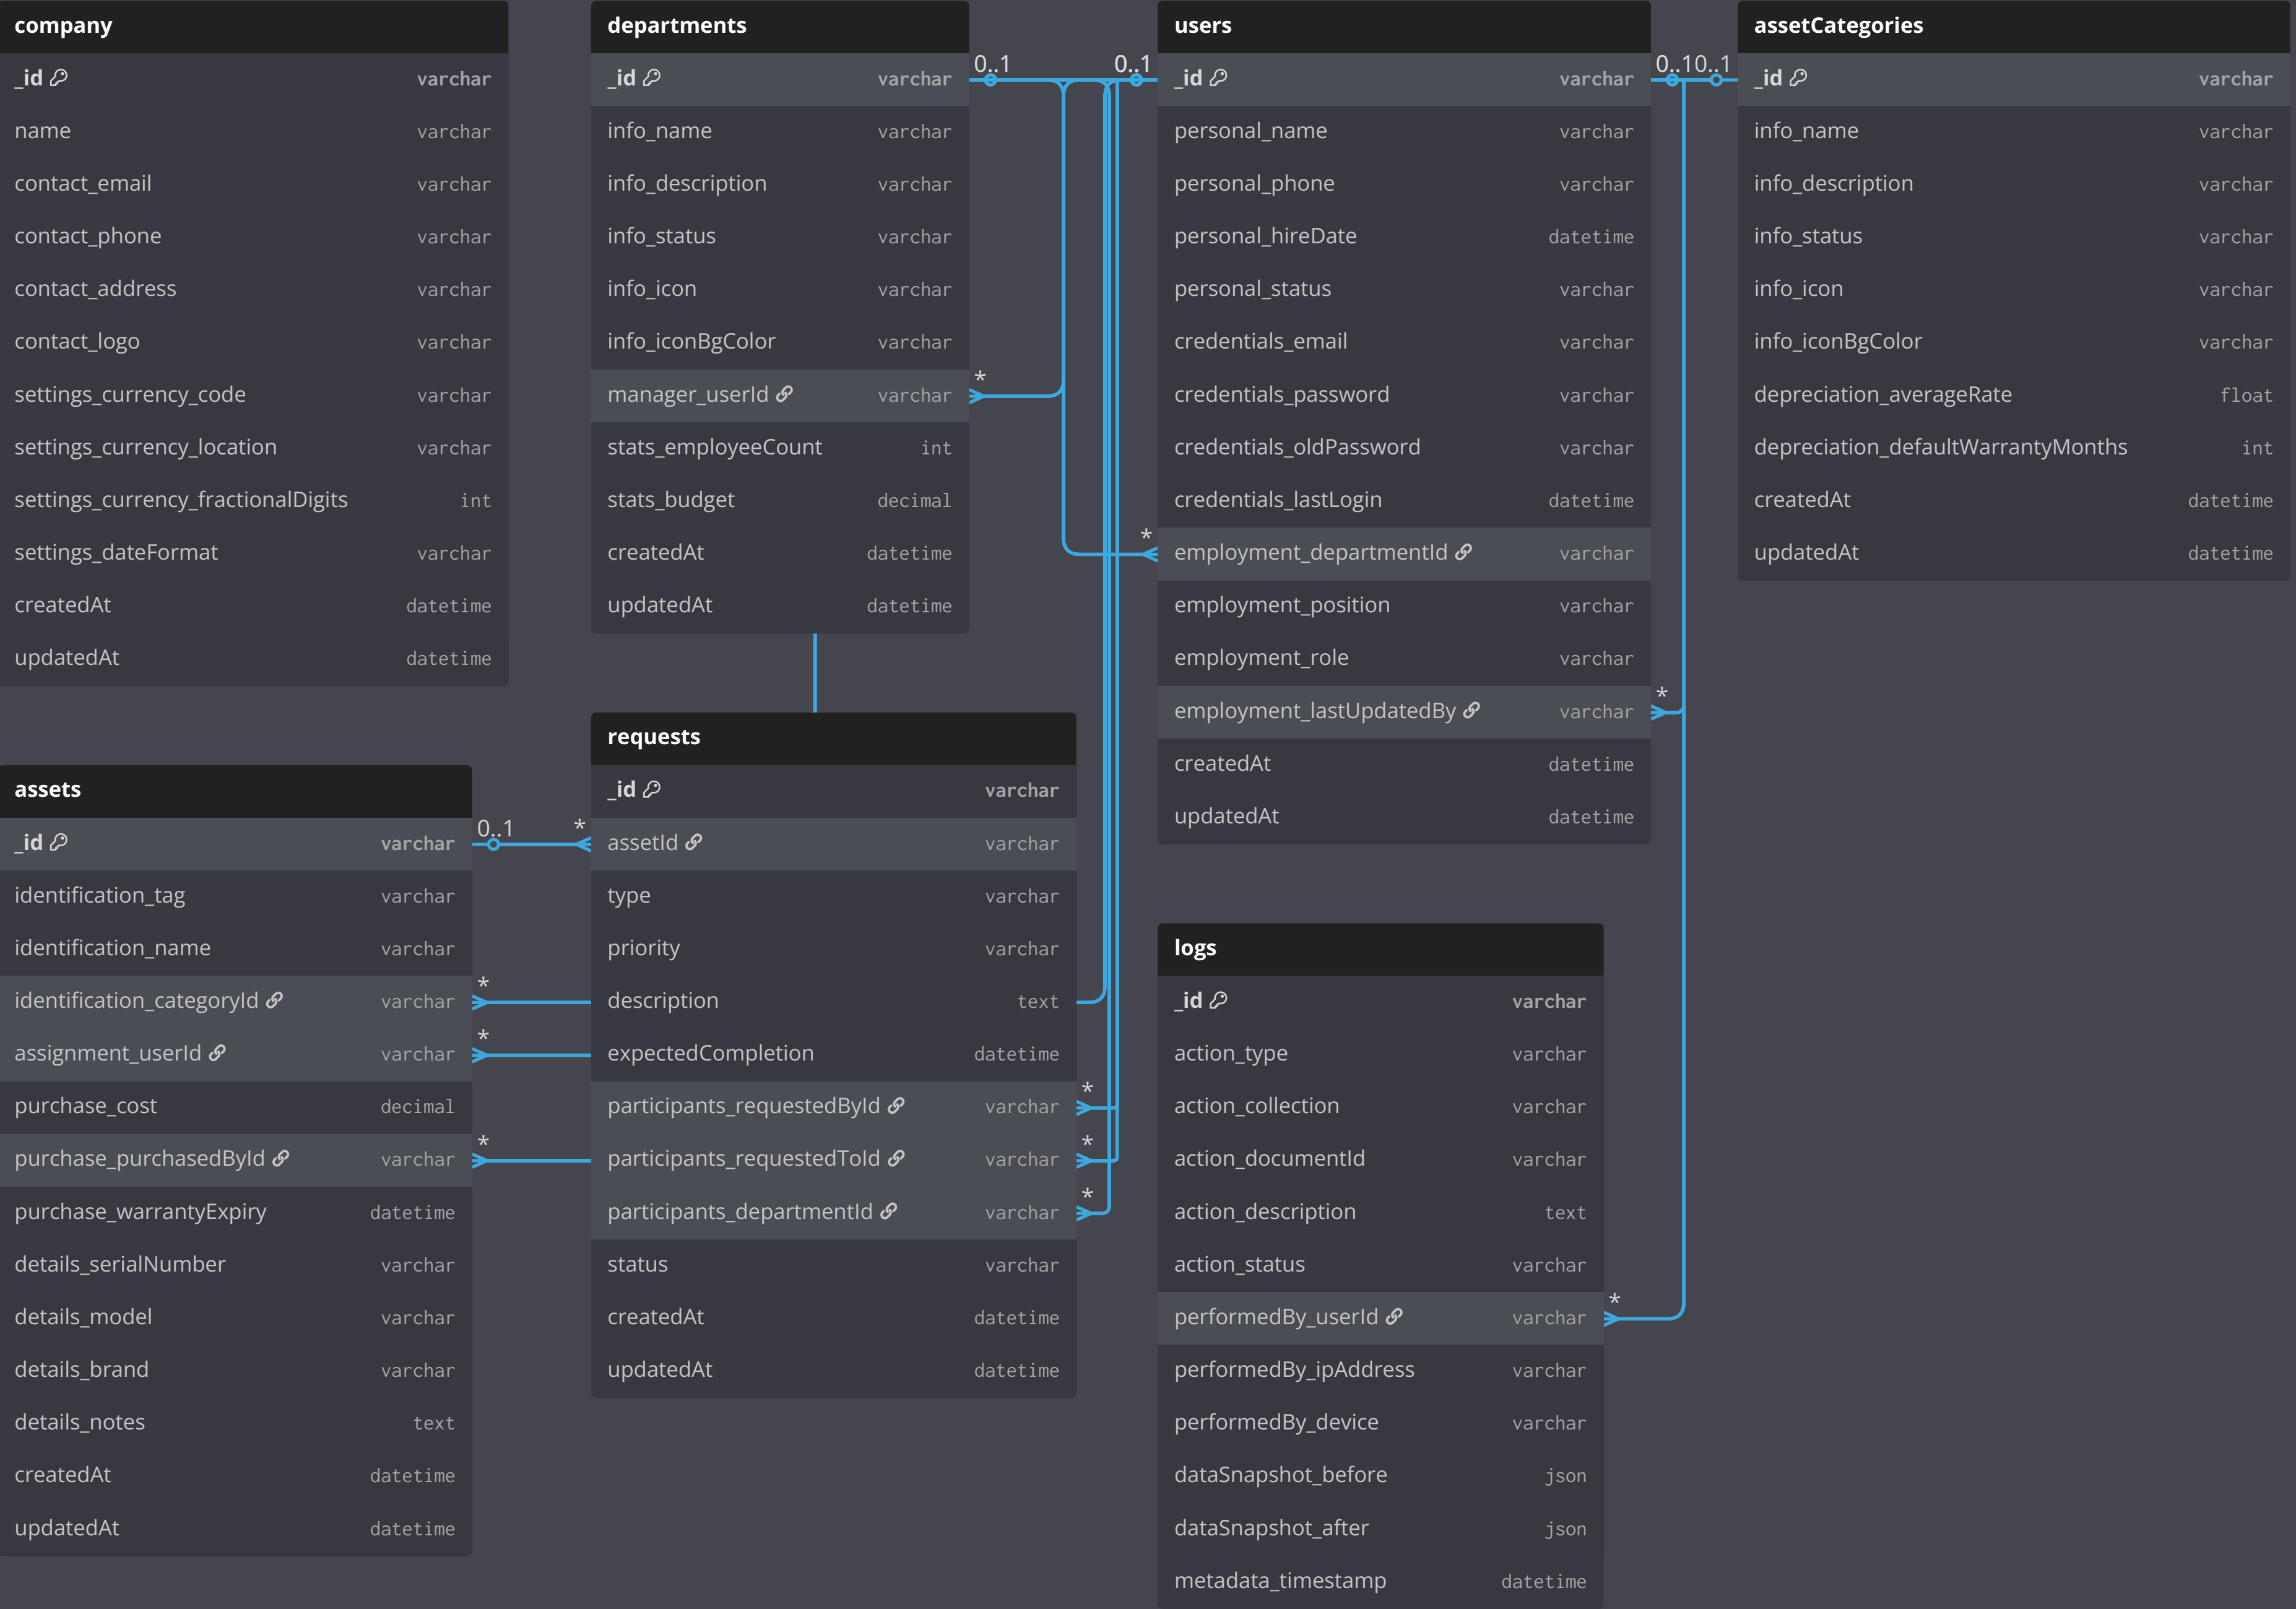 company
_id varchar
name varchar
contact_email varchar
contact_phone varchar
contact_address varchar
contact_logo varchar
settings_currency_code varchar
settings_currency_location varchar
settings_currency_fractionalDigits int
settings_dateFormat varchar
createdAt datetime
updatedAt datetime
departments
_id varchar
info_name varchar
info_description varchar
info_status varchar
info_icon varchar
info_iconBgColor varchar
manager_userId varchar
stats_employeeCount int
stats_budget decimal
createdAt datetime
updatedAt datetime
0..1
*
0..1
*
users
_id varchar
personal_name varchar
personal_phone varchar
personal_hireDate datetime
personal_status varchar
credentials_email varchar
credentials_password varchar
credentials_oldPassword varchar
credentials_lastLogin datetime
employment_departmentId varchar
employment_position varchar
employment_role varchar
employment_lastUpdatedBy varchar
createdAt datetime
updatedAt datetime
0..1
0..1
*
assetCategories
_id varchar
info_name varchar
info_description varchar
info_status varchar
info_icon varchar
info_iconBgColor varchar
depreciation_averageRate float
depreciation_defaultWarrantyMonths int
createdAt datetime
updatedAt datetime
assets
_id varchar
identification_tag varchar
identification_name varchar
identification_categoryId varchar
assignment_userId varchar
purchase_cost decimal
purchase_purchasedById varchar
purchase_warrantyExpiry datetime
details_serialNumber varchar
details_model varchar
details_brand varchar
details_notes text
createdAt datetime
updatedAt datetime
0..1
*
*
*
*
requests
_id varchar
assetId varchar
type varchar
priority varchar
description text
expectedCompletion datetime
participants_requestedById varchar
participants_requestedToId varchar
participants_departmentId varchar
status varchar
createdAt datetime
updatedAt datetime
*
*
*
logs
_id varchar
action_type varchar
action_collection varchar
action_documentId varchar
action_description text
action_status varchar
performedBy_userId varchar
performedBy_ipAddress varchar
performedBy_device varchar
dataSnapshot_before json
dataSnapshot_after json
metadata_timestamp datetime
*